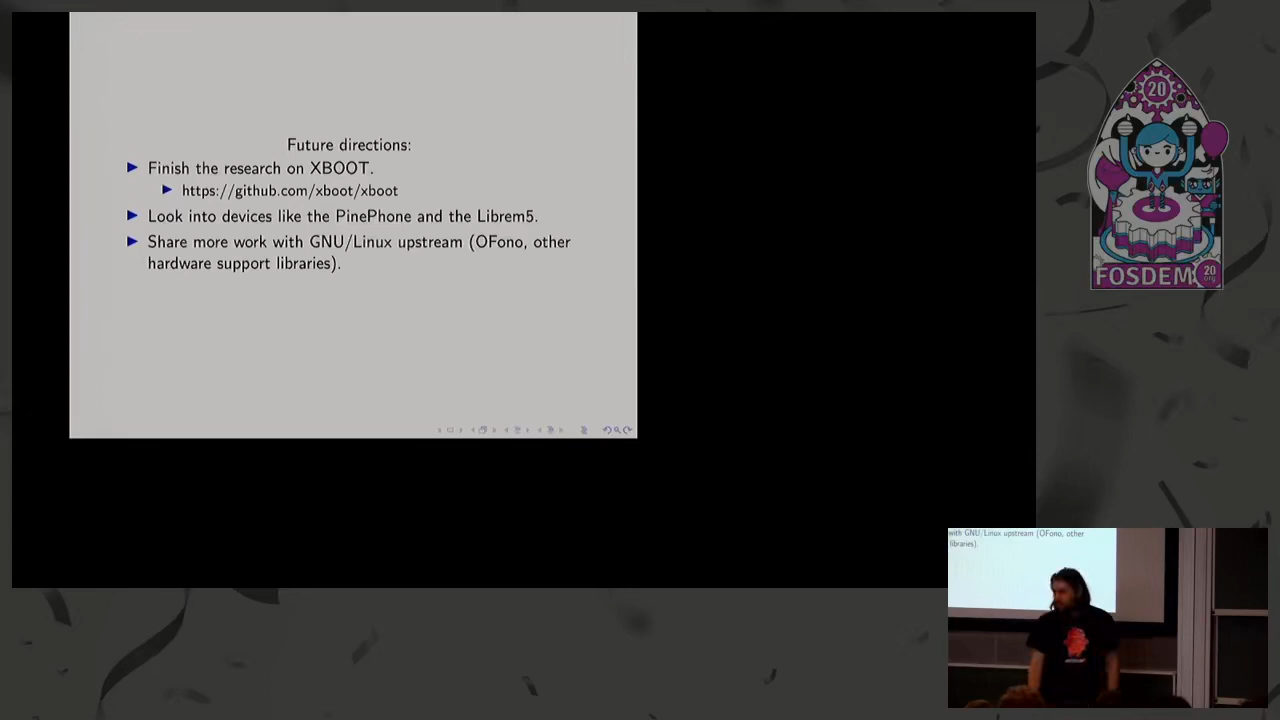 Future directions:
Finish the research on XBOOT.
https://github.com/xboot/xboot
Look into devices like the PinePhone and the Librem5.
Share more work with GNU/Linux upstream (OFono, other
hardware support libraries).
20
FOSDEM 20
.org
with GNU/Linux upstream (OFono, other
libraries).